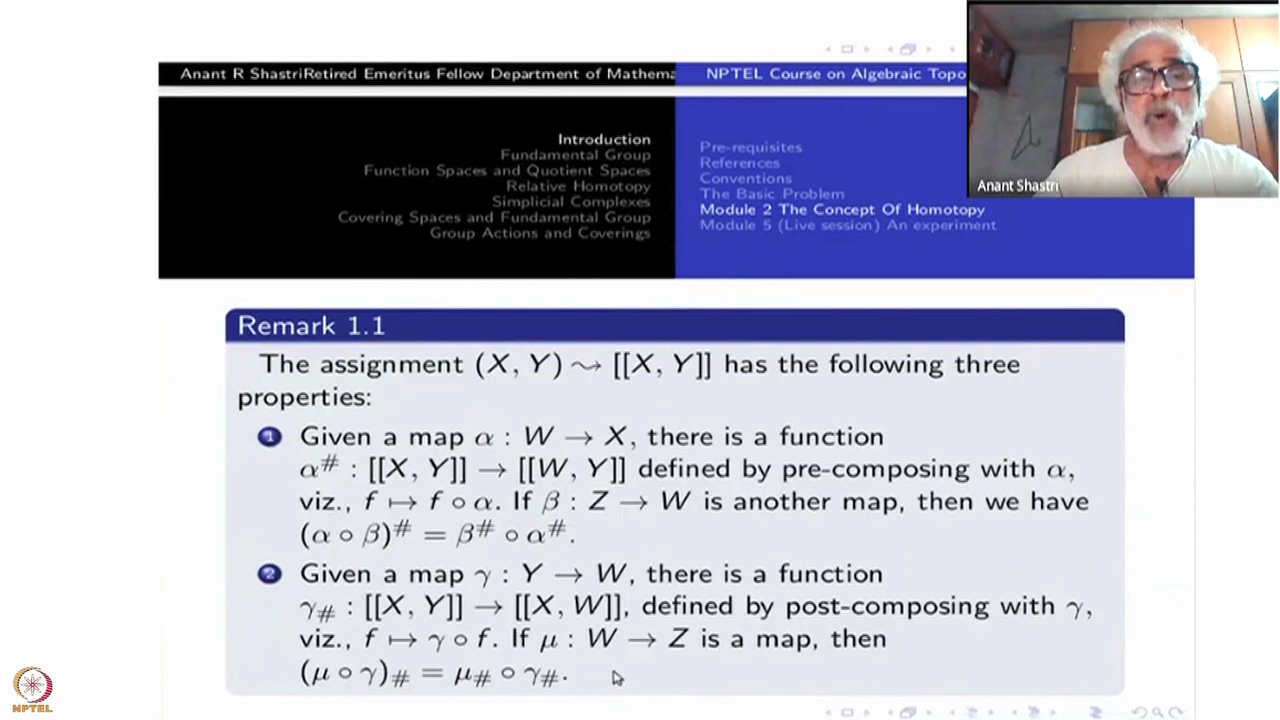 Anant R ShastriRetired Emeritus Fellow Department of Mathema
NPTEL Course on Algebraic Topo
Introduction
Fundamental Group
Function Spaces and Quotient Spaces
Relative Homotopy
Simplicial Complexes
Covering Spaces and Fundamental Group
Group Actions and Coverings
Pre-requisites
References
Conventions
The Basic Problem
Module 2 The Concept Of Homotopy
Module 5 (Live session) An experiment
Anant Shastri
Remark 1.1
The assignment (X, Y) ⇝ [[X, Y]] has the following three
properties:
1 Given a map α : W → X, there is a function
α^# : [[X, Y]] → [[W, Y]] defined by pre-composing with α,
viz., f ↦ f ∘ α. If β : Z → W is another map, then we have
(α ∘ β)^# = β^# ∘ α^#.
2 Given a map γ : Y → W, there is a function
γ_# : [[X, Y]] → [[X, W]], defined by post-composing with γ,
viz., f ↦ γ ∘ f. If μ : W → Z is a map, then
(μ ∘ γ)_# = μ_# ∘ γ_#.
NPTEL